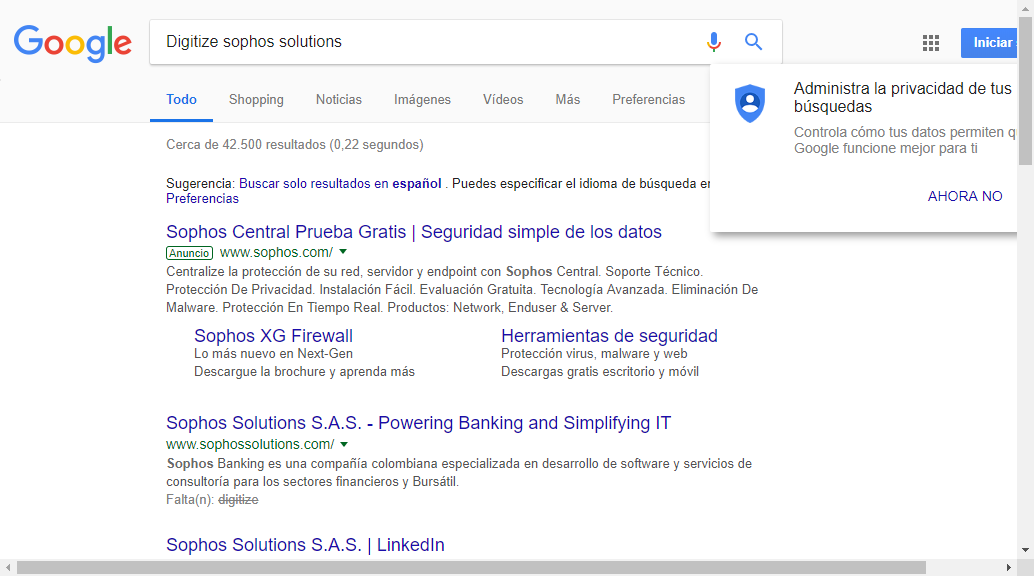 Google
Digitize sophos solutions
Iniciar
Todo Shopping Noticias Imágenes Vídeos Más Preferencias
Administra la privacidad de tus
búsquedas
Controla cómo tus datos permiten
Google funcione mejor para ti
AHORA NO
Cerca de 42.500 resultados (0,22 segundos)
Sugerencia: Buscar solo resultados en español . Puedes especificar el idioma de búsqueda
Preferencias
Sophos Central Prueba Gratis | Seguridad simple de los datos
Anuncio www.sophos.com/
Centralize la protección de su red, servidor y endpoint con Sophos Central. Soporte Técnico.
Protección De Privacidad. Instalación Fácil. Evaluación Gratuita. Tecnología Avanzada. Eliminación De
Malware. Protección En Tiempo Real. Productos: Network, Enduser & Server.
Sophos XG Firewall
Lo más nuevo en Next-Gen
Descargue la brochure y aprenda más
Herramientas de seguridad
Protección virus, malware y web
Descargas gratis escritorio y móvil
Sophos Solutions S.A.S. - Powering Banking and Simplifying IT
www.sophossolutions.com/
Sophos Banking es una compañía colombiana especializada en desarrollo de software y servicios de
consultoría para los sectores financieros y Bursátil.
Falta(n): digitize
Sophos Solutions S.A.S. | LinkedIn